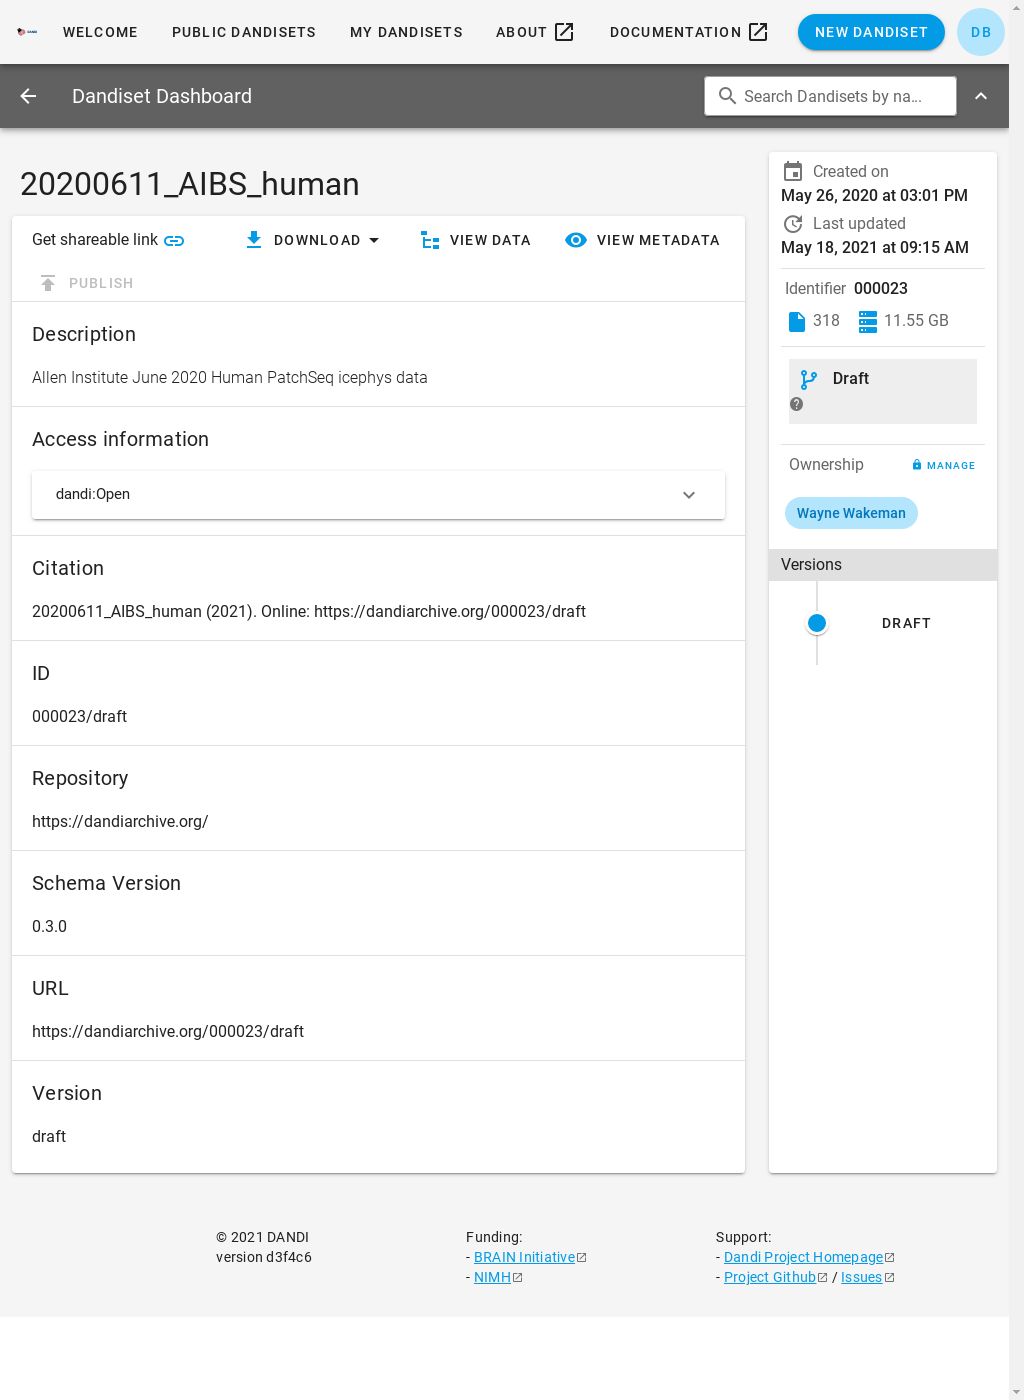 WELCOME PUBLIC DANDISETS MY DANDISETS ABOUT DOCUMENTATION NEW DANDISET DB
Dandiset Dashboard Search Dandisets by na...
20200611_AIBS_human
Get shareable link DOWNLOAD VIEW DATA VIEW METADATA
PUBLISH
Description
Allen Institute June 2020 Human PatchSeq icephys data
Access information
dandi:Open
Citation
20200611_AIBS_human (2021). Online: https://dandiarchive.org/000023/draft
ID
000023/draft
Repository
https://dandiarchive.org/
Schema Version
0.3.0
URL
https://dandiarchive.org/000023/draft
Version
draft
Created on
May 26, 2020 at 03:01 PM
Last updated
May 18, 2021 at 09:15 AM
Identifier 000023
318 11.55 GB
Draft
Ownership MANAGE
Wayne Wakeman
Versions
DRAFT
© 2021 DANDI
version d3f4c6
Funding:
- BRAIN Initiative
- NIMH
Support:
- Dandi Project Homepage
- Project Github / Issues